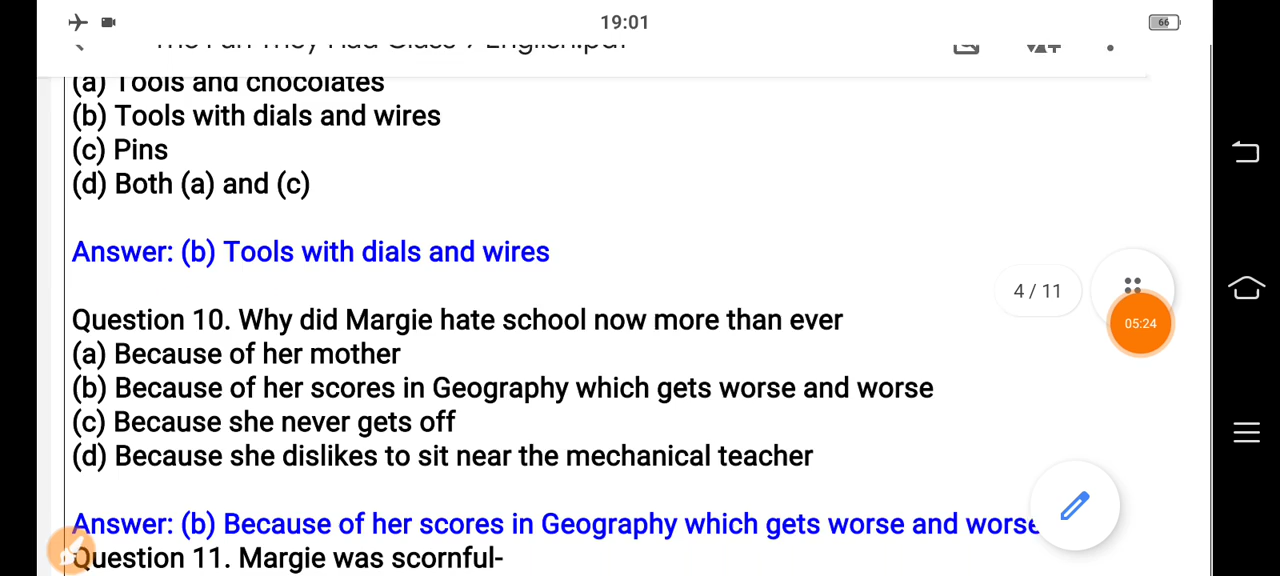 19:01
66
(a) Tools and chocolates
(b) Tools with dials and wires
(c) Pins
(d) Both (a) and (c)
Answer: (b) Tools with dials and wires
4 / 11
05:24
Question 10. Why did Margie hate school now more than ever
(a) Because of her mother
(b) Because of her scores in Geography which gets worse and worse
(c) Because she never gets off
(d) Because she dislikes to sit near the mechanical teacher
Answer: (b) Because of her scores in Geography which gets worse and worse
Question 11. Margie was scornful-